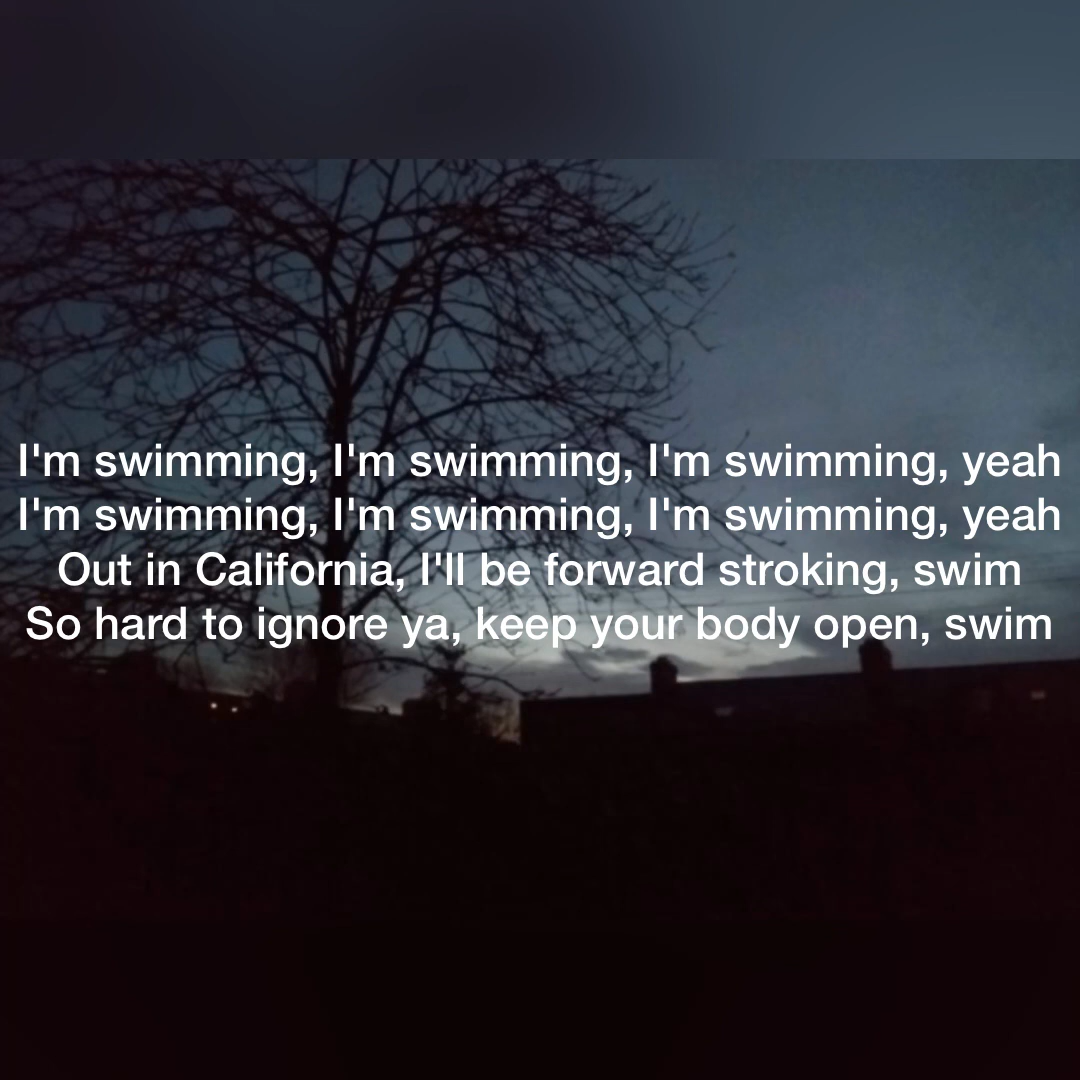 I'm swimming, I'm swimming, I'm swimming, yeah
I'm swimming, I'm swimming, I'm swimming, yeah
Out in California, I'll be forward stroking, swim
So hard to ignore ya, keep your body open, swim